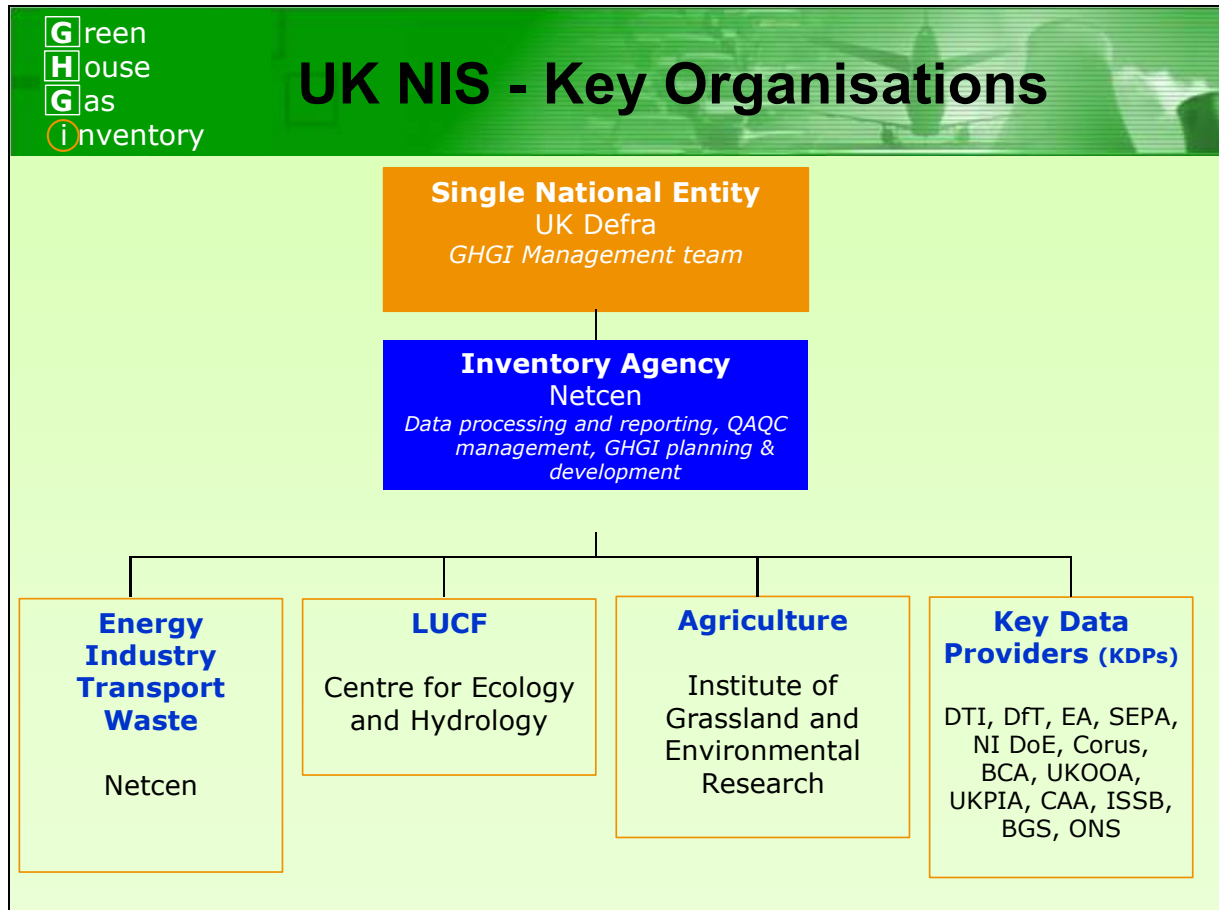 Green
House
Gas
inventory
UK NIS - Key Organisations
Single National Entity
UK Defra
GHGI Management team
Inventory Agency
Netcen
Data processing and reporting, QAQC
management, GHGI planning &
development
Energy
Industry
Transport
Waste
Netcen
LUCF
Centre for Ecology
and Hydrology
Agriculture
Institute of
Grassland and
Environmental
Research
Key Data
Providers (KDPs)
DTI, DfT, EA, SEPA,
NI DoE, Corus,
BCA, UKOOA,
UKPIA, CAA, ISSB,
BGS, ONS